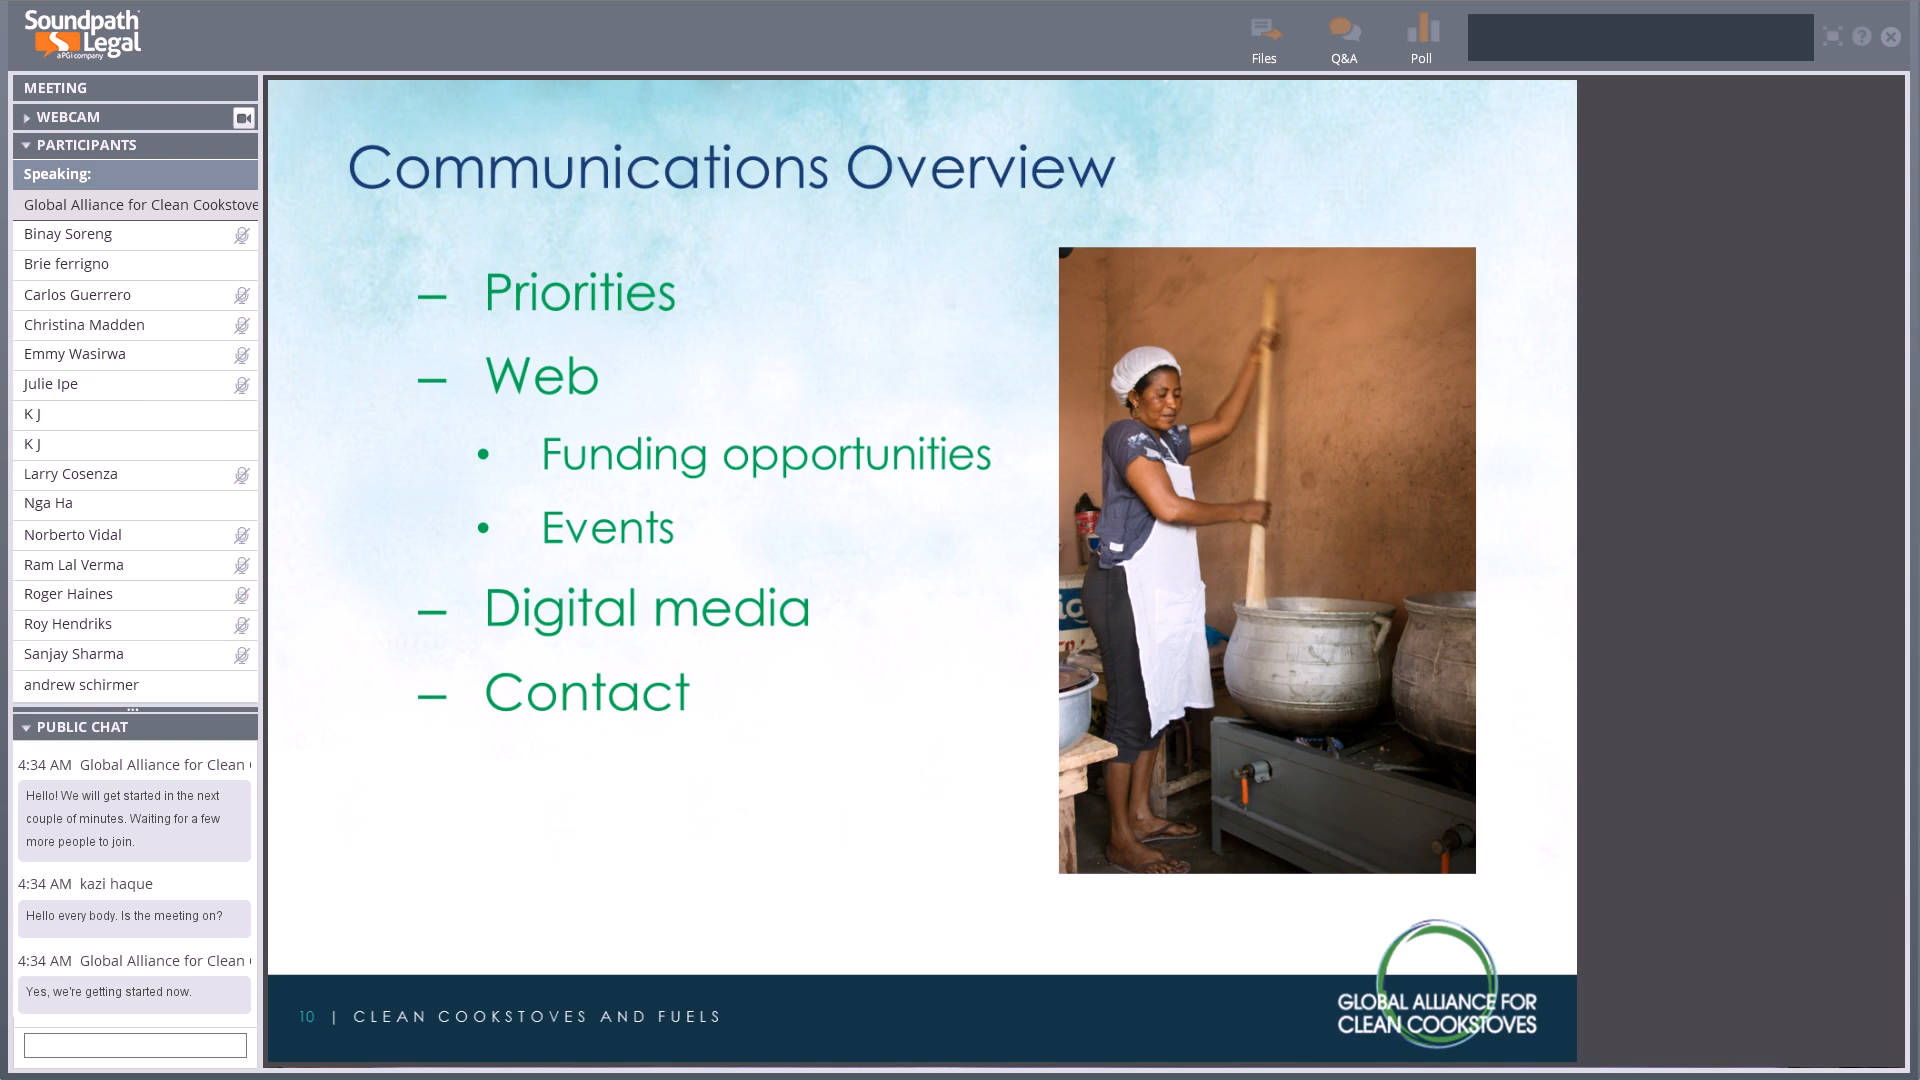 Soundpath
Legal
a PGi company
Files
Q&A
Poll
MEETING
WEBCAM
PARTICIPANTS
Speaking:
Global Alliance for Clean Cookstove
Binay Soreng
Brie ferrigno
Carlos Guerrero
Christina Madden
Emmy Wasirwa
Julie Ipe
K J
K J
Larry Cosenza
Nga Ha
Norberto Vidal
Ram Lal Verma
Roger Haines
Roy Hendriks
Sanjay Sharma
andrew schirmer
PUBLIC CHAT
4:34 AM Global Alliance for Clean
Hello! We will get started in the next
couple of minutes. Waiting for a few
more people to join.
4:34 AM kazi haque
Hello every body. Is the meeting on?
4:34 AM Global Alliance for Clean
Yes, we're getting started now.
Communications Overview
– Priorities
– Web
• Funding opportunities
• Events
– Digital media
– Contact
10 | CLEAN COOKSTOVES AND FUELS
GLOBAL ALLIANCE FOR
CLEAN COOKSTOVES